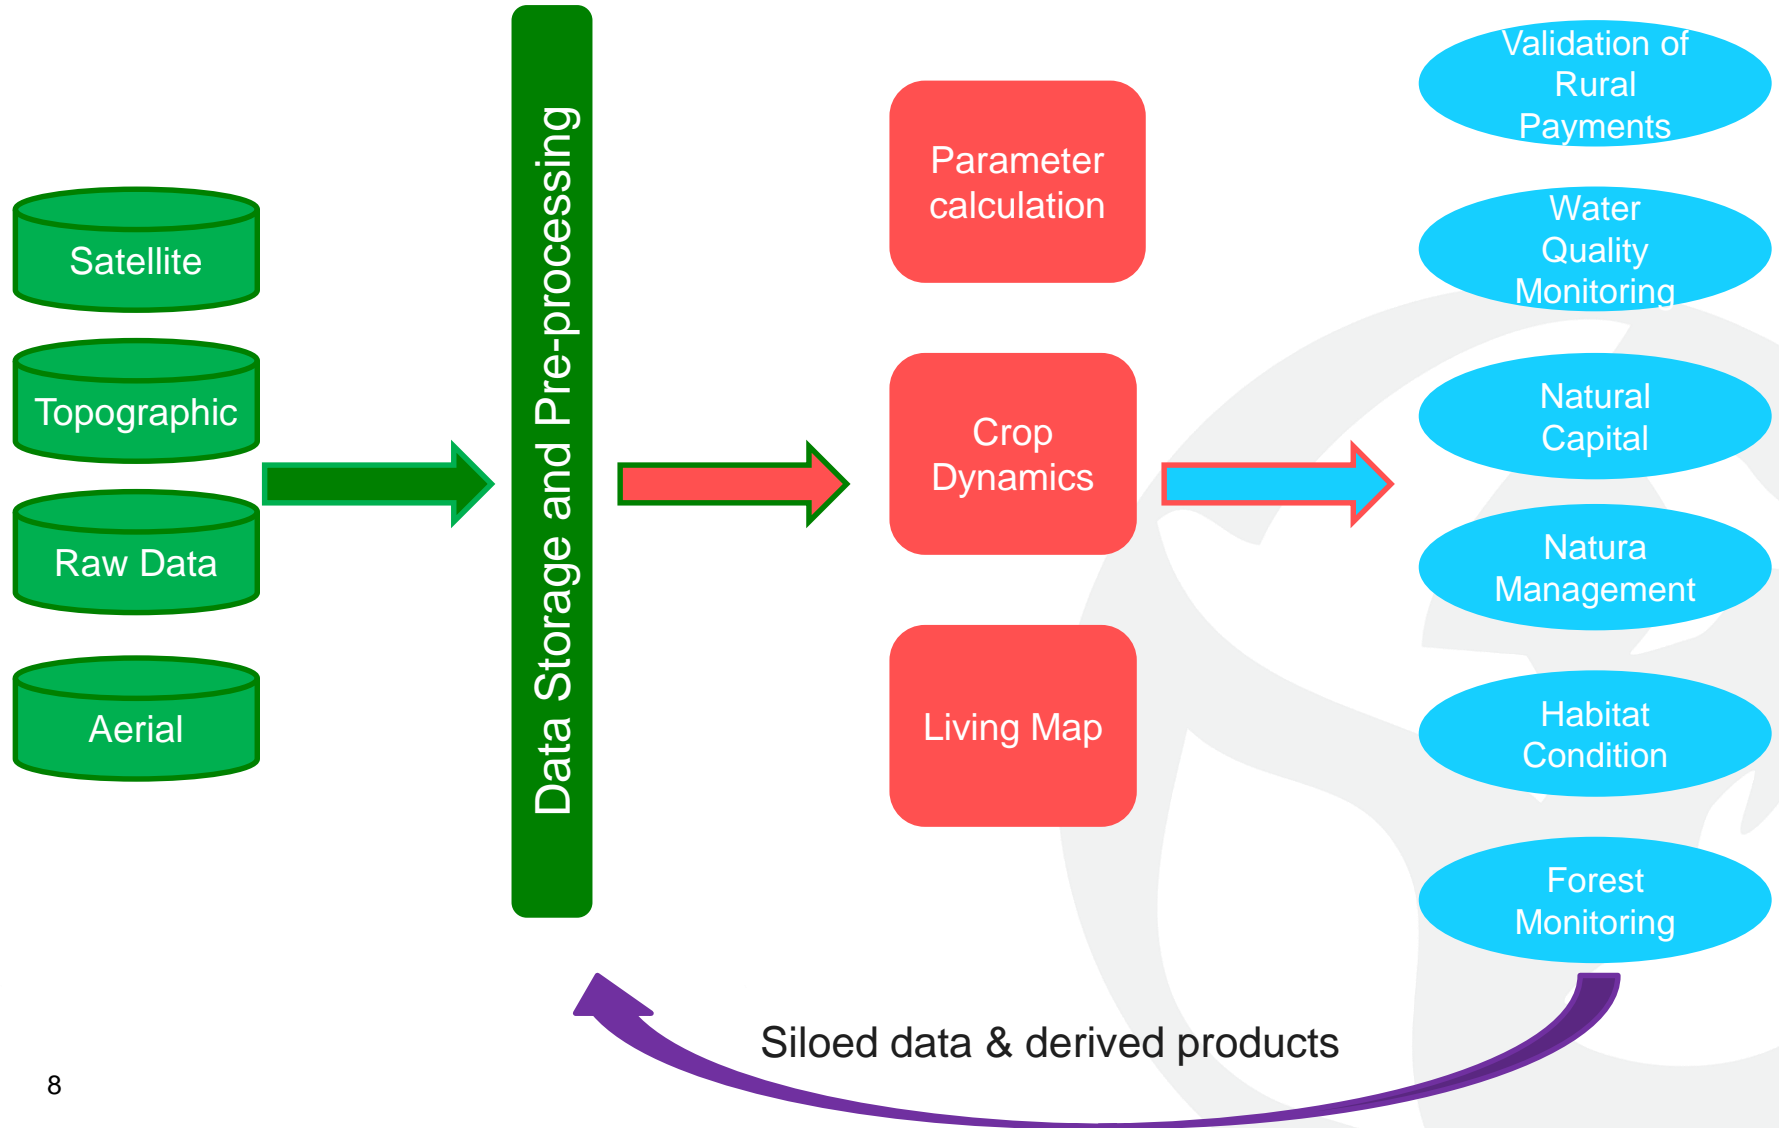 Satellite
Topographic
Raw Data
Aerial
Data Storage and Pre-processing
Parameter
calculation
Crop
Dynamics
Living Map
Validation of
Rural
Payments
Water
Quality
Monitoring
Natural
Capital
Natura
Management
Habitat
Condition
Forest
Monitoring
Siloed data & derived products
8